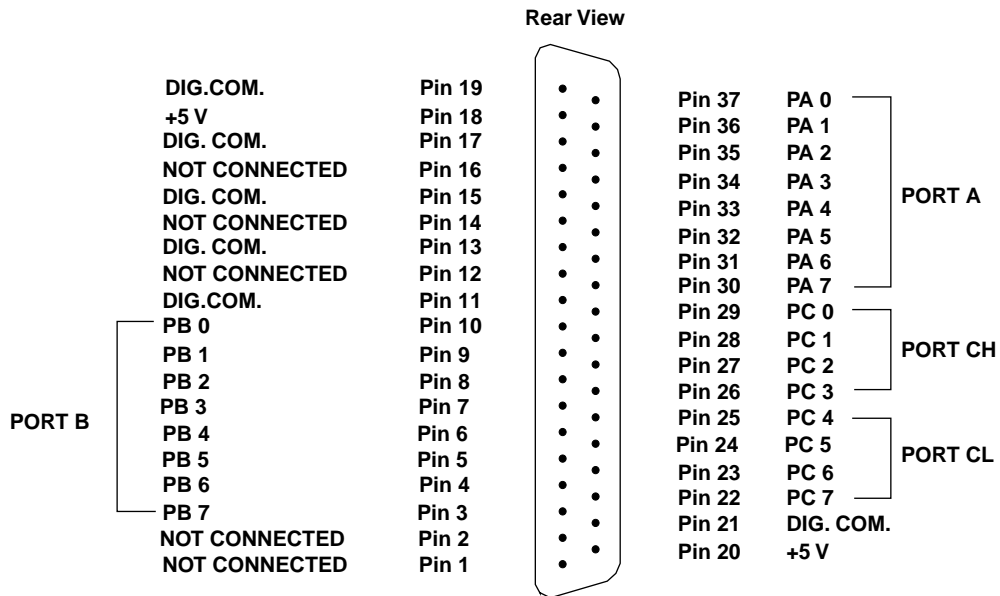 Rear View
DIG.COM. Pin 19
+5 V Pin 18
DIG. COM. Pin 17
NOT CONNECTED Pin 16
DIG. COM. Pin 15
NOT CONNECTED Pin 14
DIG. COM. Pin 13
NOT CONNECTED Pin 12
DIG.COM. Pin 11
PB 0 Pin 10
PB 1 Pin 9
PB 2 Pin 8
PB 3 Pin 7
PB 4 Pin 6
PB 5 Pin 5
PB 6 Pin 4
PB 7 Pin 3
NOT CONNECTED Pin 2
NOT CONNECTED Pin 1
PORT B
Pin 37 PA 0
Pin 36 PA 1
Pin 35 PA 2
Pin 34 PA 3
Pin 33 PA 4
Pin 32 PA 5
Pin 31 PA 6
Pin 30 PA 7
Pin 29 PC 0
Pin 28 PC 1
Pin 27 PC 2
Pin 26 PC 3
Pin 25 PC 4
Pin 24 PC 5
Pin 23 PC 6
Pin 22 PC 7
Pin 21 DIG. COM.
Pin 20 +5 V
PORT A
PORT CH
PORT CL